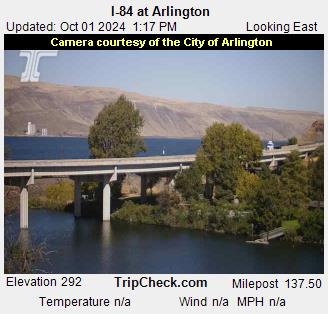 I-84 at Arlington
Updated: Oct 01 2024 1:17 PM Looking East
Camera courtesy of the City of Arlington
Elevation 292 TripCheck.com Milepost 137.50
Temperature n/a Wind n/a MPH n/a